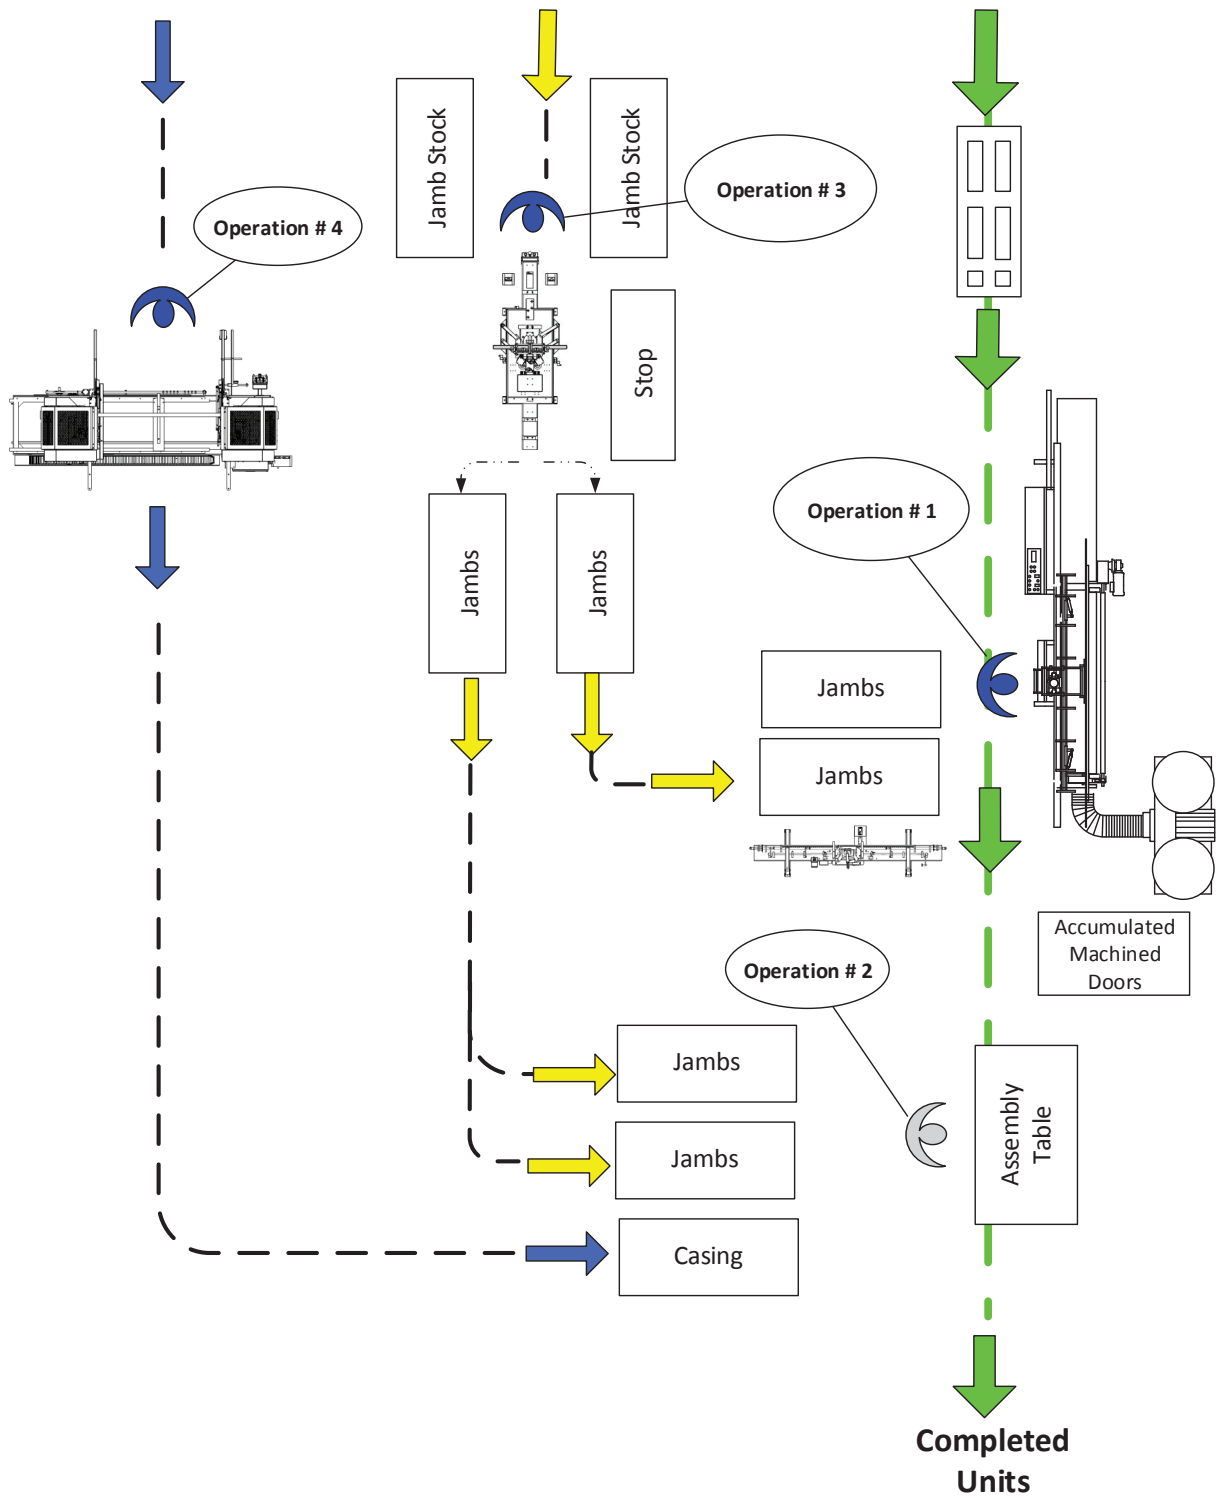 Jamb Stock
Jamb Stock
Operation # 3
Operation # 4
Stop
Operation # 1
Jambs
Jambs
Jambs
Jambs
Accumulated
Machined
Doors
Operation # 2
Jambs
Assembly
Table
Jambs
Casing
Completed
Units